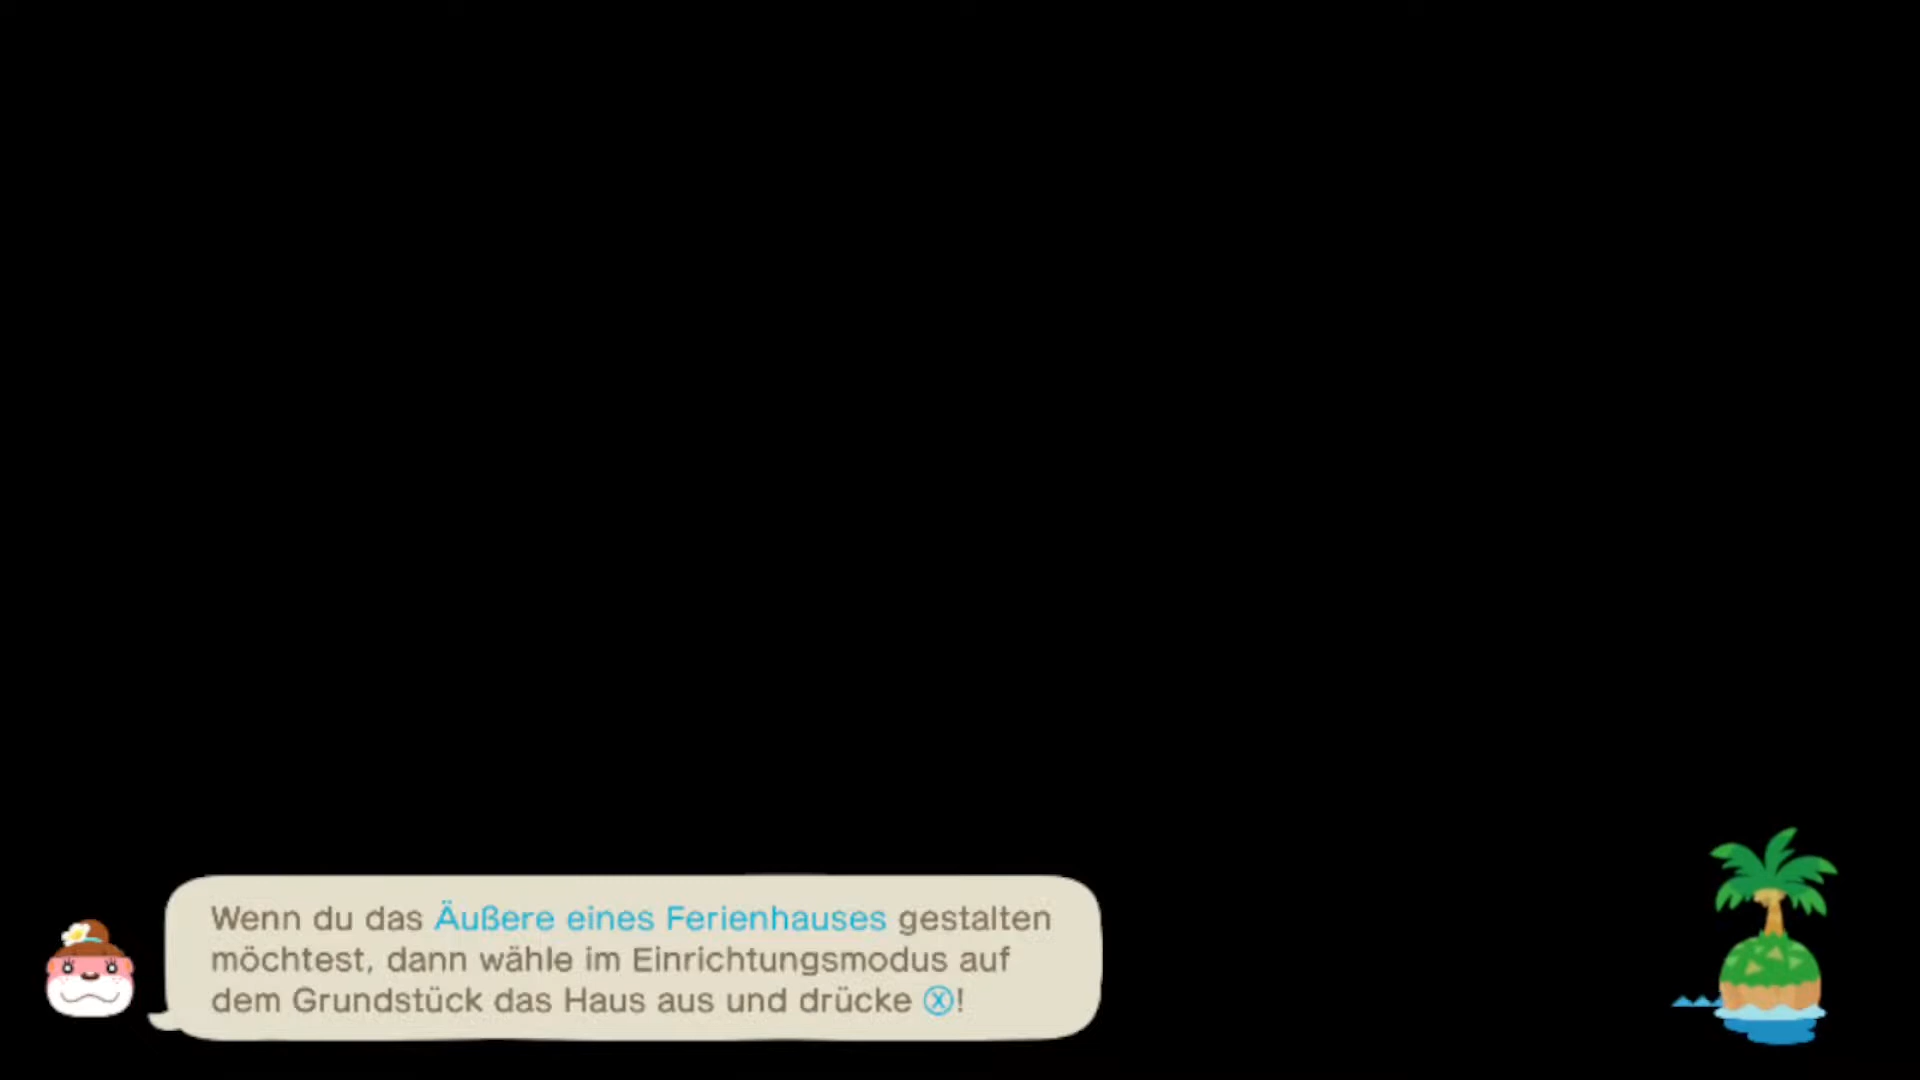 Wenn du das Äußere eines Ferienhauses gestalten
möchtest, dann wähle im Einrichtungsmodus auf
dem Grundstück das Haus aus und drücke Ⓧ!